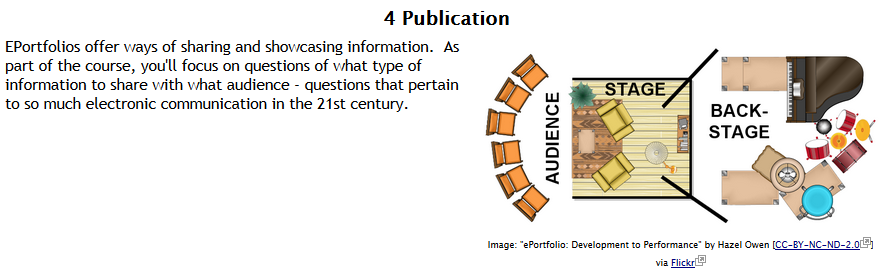 4 Publication
EPortfolios offer ways of sharing and showcasing information.  As
part of the course, you'll focus on questions of what type of
information to share with what audience - questions that pertain
to so much electronic communication in the 21st century.
AUDIENCE
STAGE
BACK-
STAGE
Image: "ePortfolio: Development to Performance" by Hazel Owen [CC-BY-NC-ND-2.0]
via Flickr